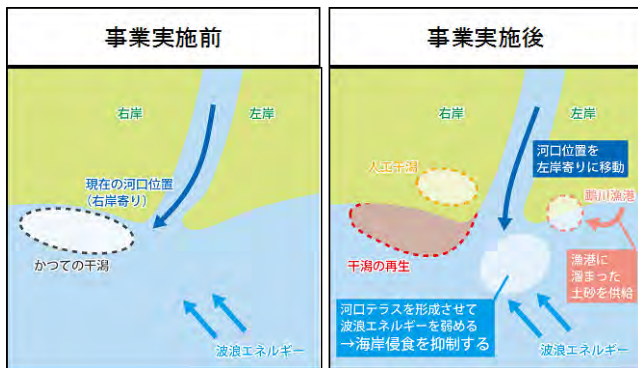 事業実施前
右岸
左岸
現在の河口位置
(右岸寄り)
かつての干潟
波浪エネルギー
事業実施後
右岸
左岸
河口位置を
左岸寄りに移動
人工干潟
鵡川漁港
干潟の再生
漁港に
溜まった
土砂を供給
河口テラスを形成させて
波浪エネルギーを弱める
→海岸侵食を抑制する
波浪エネルギー